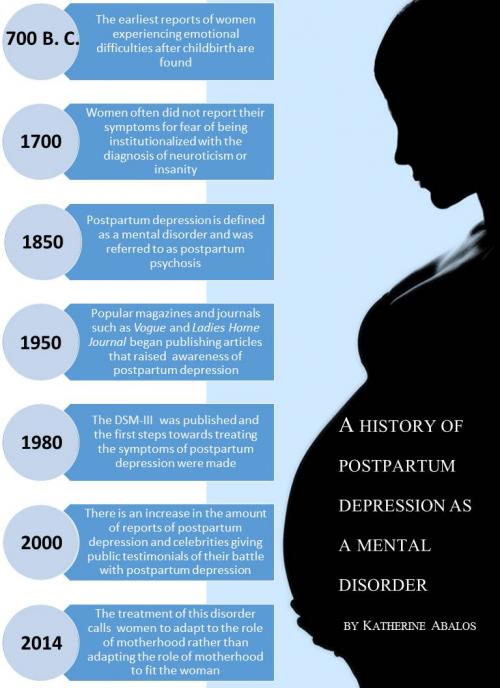 700 B. C.
The earliest reports of women
experiencing emotional
difficulties after childbirth are
found
1700
Women often did not report their
symptoms for fear of being
institutionalized with the
diagnosis of neuroticism or
insanity
1850
Postpartum depression is defined
as a mental disorder and was
referred to as postpartum
psychosis
1950
Popular magazines and journals
such as Vogue and Ladies Home
Journal began publishing articles
that raised awareness of
postpartum depression
1980
The DSM-III was published and
the first steps towards treating
the symptoms of postpartum
depression were made
2000
There is an increase in the amount
of reports of postpartum
depression and celebrities giving
public testimonials of their battle
with postpartum depression
2014
The treatment of this disorder
calls women to adapt to the role
of motherhood rather than
adapting the role of motherhood
to fit the woman
A HISTORY OF
POSTPARTUM
DEPRESSION AS
A MENTAL
DISORDER
BY KATHERINE ABALOS